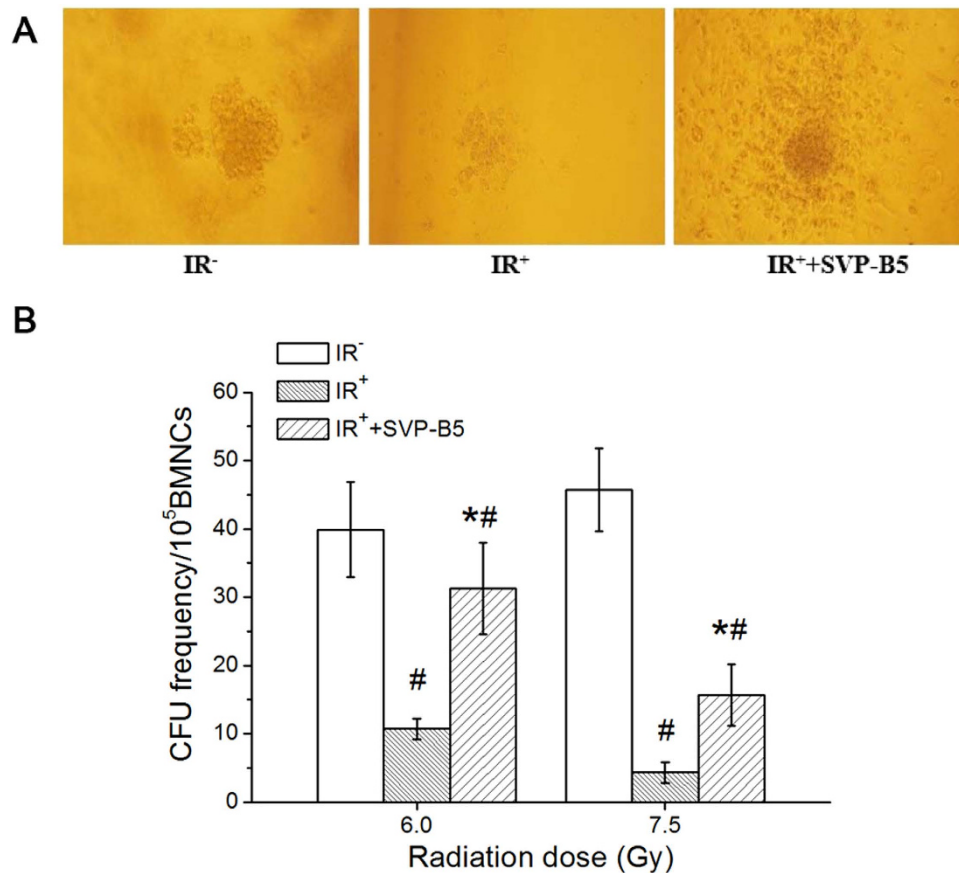 A
IR⁻
IR⁺
IR⁺+SVP-B5
B
IR⁻
IR⁺
IR⁺+SVP-B5
CFU frequency/10⁵BMNCs
60
50
40
30
20
10
0
#
*#
#
*#
6.0
7.5
Radiation dose (Gy)